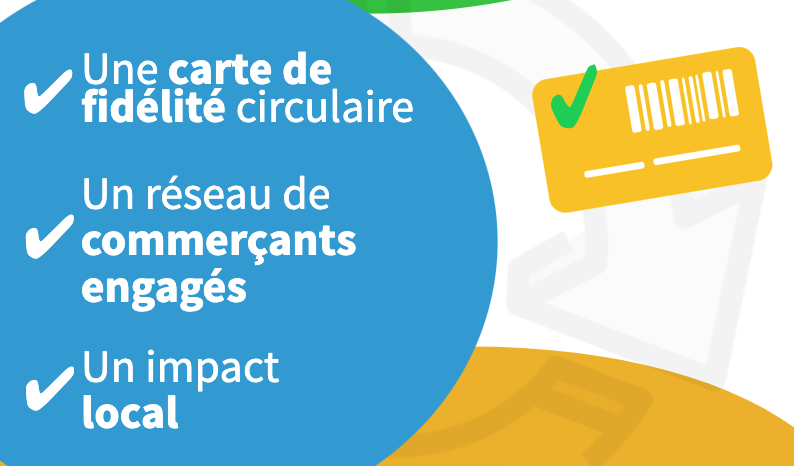 Une carte de
fidélité circulaire
Un réseau de
commerçants
engagés
Un impact
local